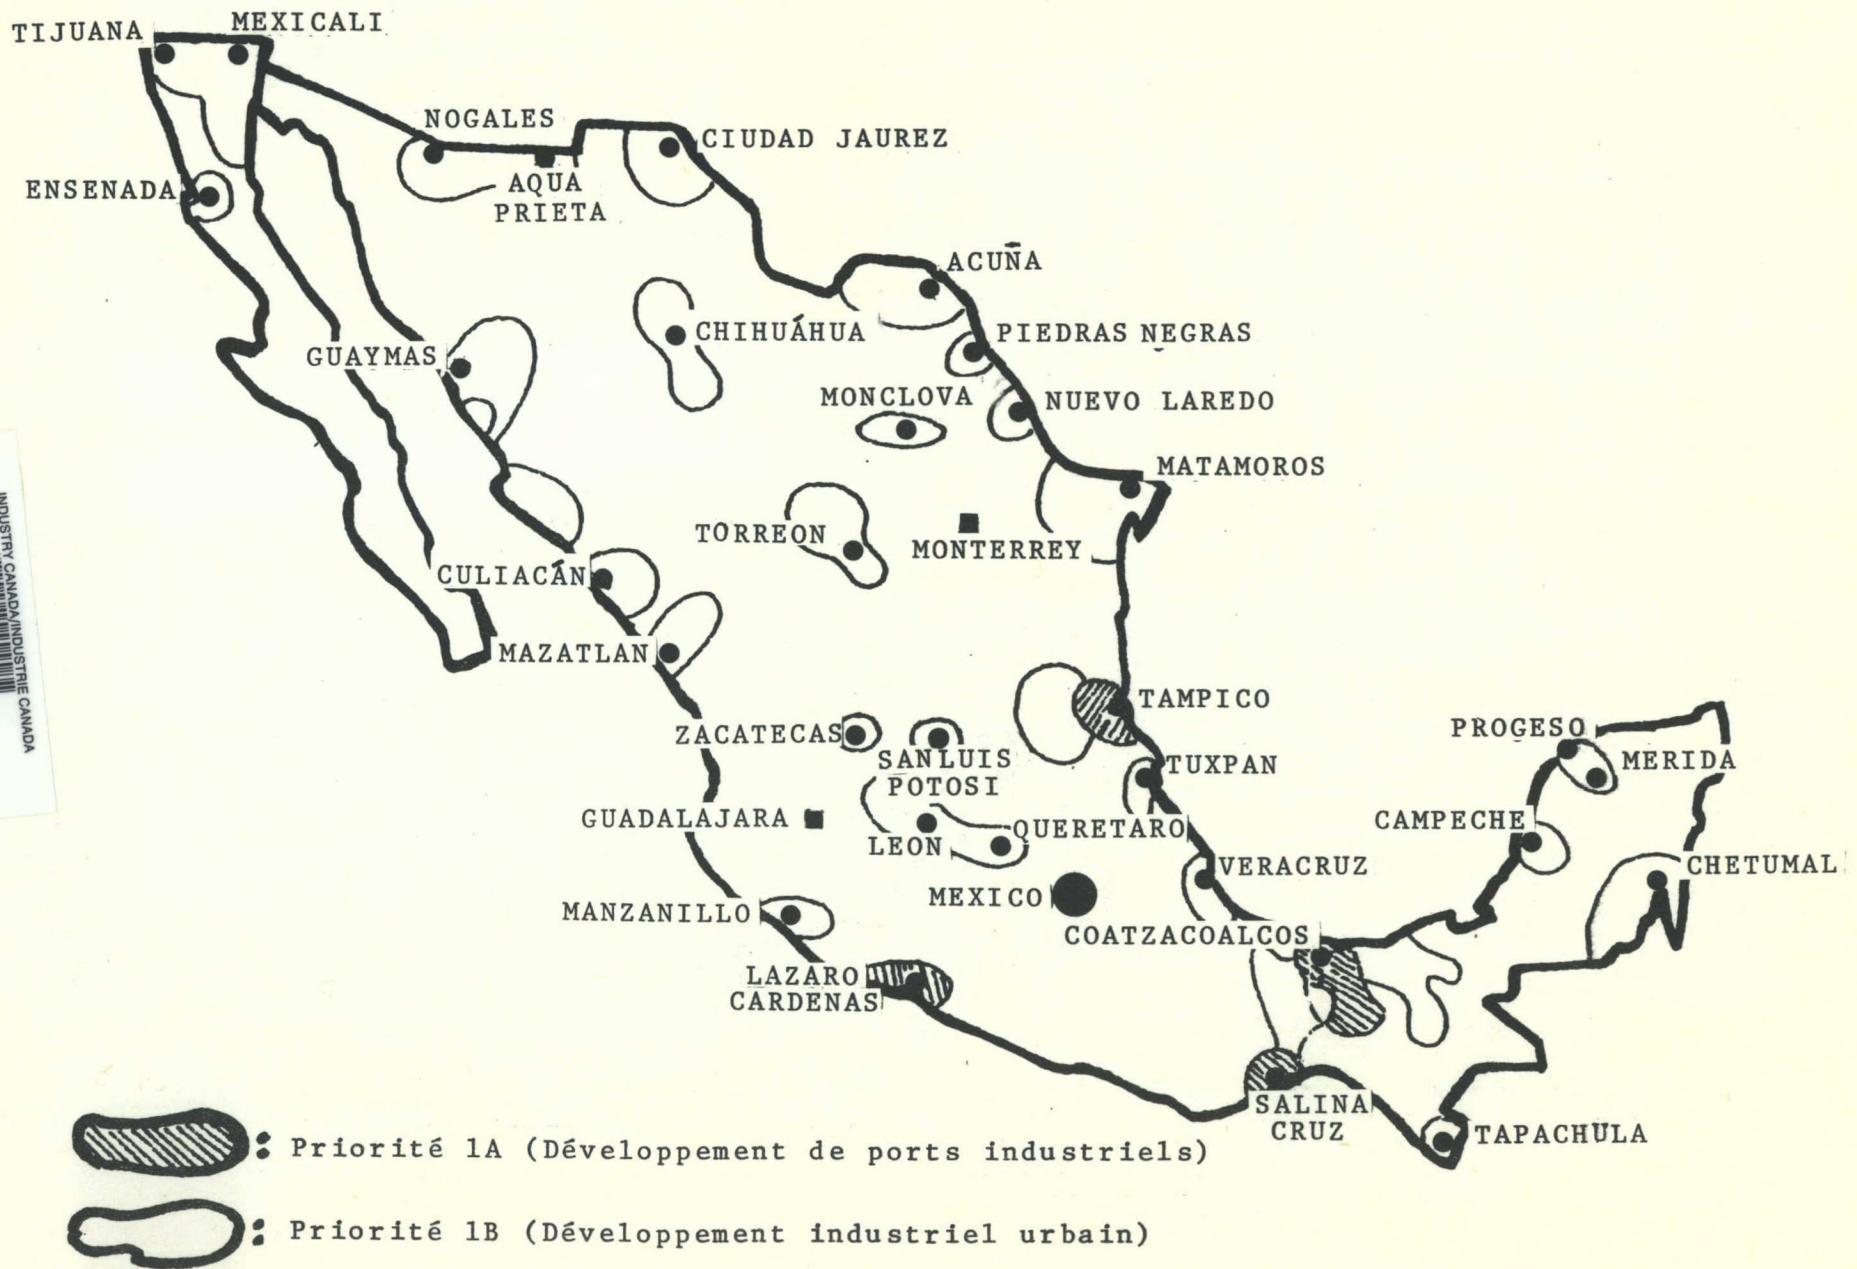 TIJUANA
MEXICALI
NOGALES
CIUDAD JAUREZ
AQUA
PRIETA
ENSENADA
ACUÑA
CHIHUÁHUA
PIEDRAS NEGRAS
GUAYMAS
MONCLOVA
NUEVO LAREDO
MATAMOROS
TORREON
MONTERREY
CULIACÁN
MAZATLAN
TAMPICO
ZACATECAS
SAN LUIS
POTOSI
TUXPAN
PROGESO
MERIDA
GUADALAJARA
LEON
QUERETARO
CAMPECHE
VERACRUZ
CHETUMAL
MEXICO
MANZANILLO
COATZACOALCOS
LAZARO
CARDENAS
SALINA
CRUZ
TAPACHULA
: Priorité 1A (Développement de ports industriels)
: Priorité 1B (Développement industriel urbain)
INDUSTRY CANADA/INDUSTRIE CANADA